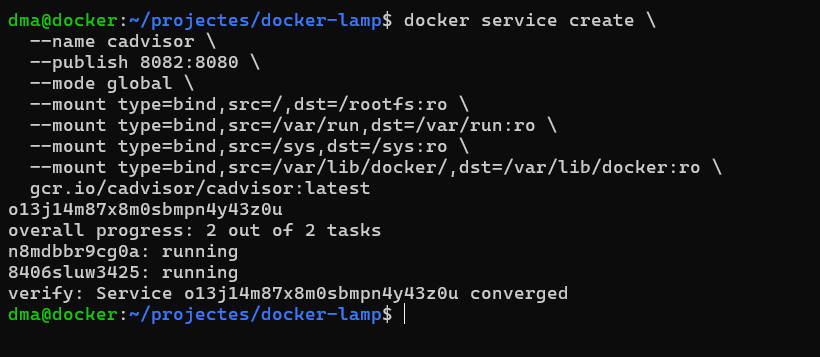 dma@docker:~/projectes/docker-lamp$ docker service create \
  --name cadvisor \
  --publish 8082:8080 \
  --mode global \
  --mount type=bind,src=/,dst=/rootfs:ro \
  --mount type=bind,src=/var/run,dst=/var/run:ro \
  --mount type=bind,src=/sys,dst=/sys:ro \
  --mount type=bind,src=/var/lib/docker/,dst=/var/lib/docker:ro \
  gcr.io/cadvisor/cadvisor:latest
o13j14m87x8m0sbmpn4y43z0u
overall progress: 2 out of 2 tasks
n8mdbbr9cg0a: running
8406sluw3425: running
verify: Service o13j14m87x8m0sbmpn4y43z0u converged
dma@docker:~/projectes/docker-lamp$